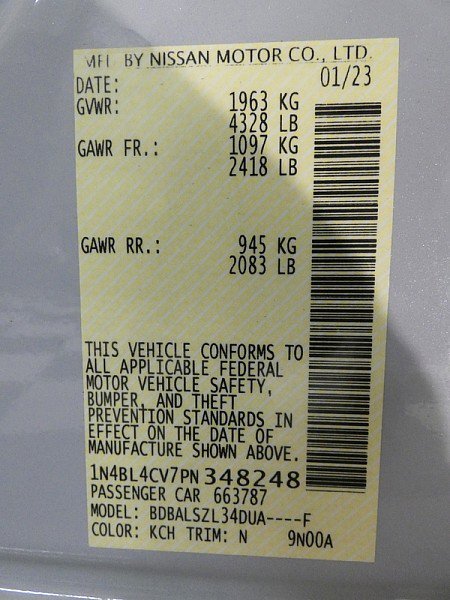 MFD BY NISSAN MOTOR CO., LTD.
DATE: 01/23
GVWR: 1963 KG
4328 LB
GAWR FR.: 1097 KG
2418 LB
GAWR RR.: 945 KG
2083 LB
THIS VEHICLE CONFORMS TO
ALL APPLICABLE FEDERAL
MOTOR VEHICLE SAFETY,
BUMPER, AND THEFT
PREVENTION STANDARDS IN
EFFECT ON THE DATE OF
MANUFACTURE SHOWN ABOVE.
1N4BL4CV7PN348248
PASSENGER CAR 663787
MODEL: BDBALSZL34DUA----F
COLOR: KCH TRIM: N 9N00A